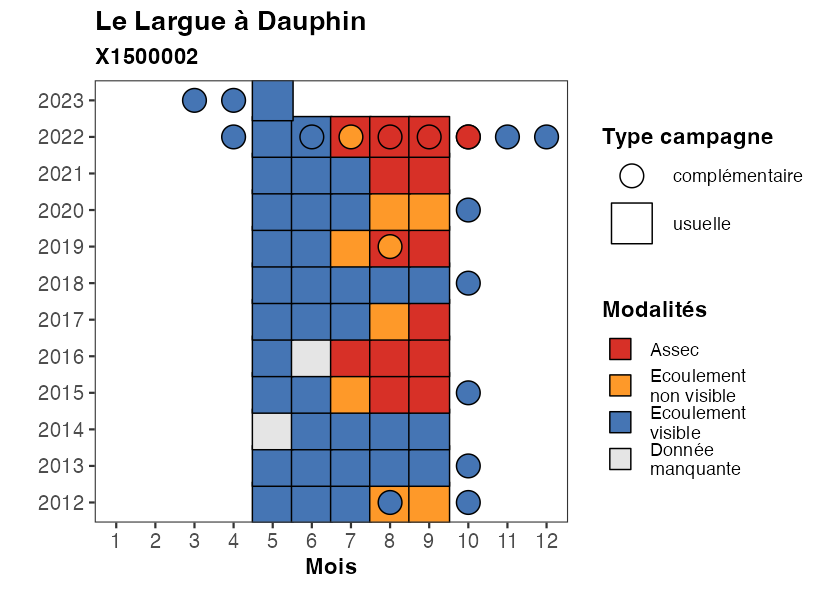 Le Largue à Dauphin
X1500002
2023
2022
2021
2020
2019
2018
2017
2016
2015
2014
2013
2012
1 2 3 4 5 6 7 8 9 10 11 12
Mois
Type campagne
complémentaire
usuelle
Modalités
Assec
Ecoulement
non visible
Ecoulement
visible
Donnée
manquante